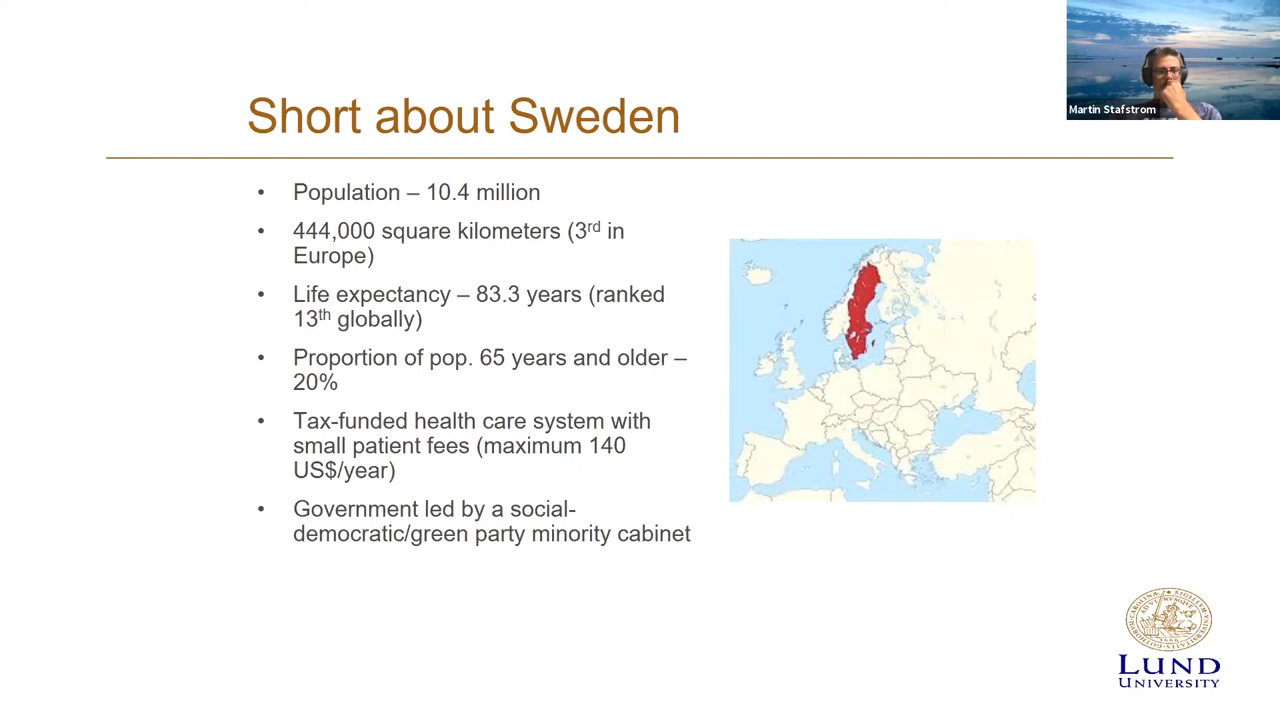 Martin Stafstrom
Short about Sweden
• Population – 10.4 million
• 444,000 square kilometers (3rd in
Europe)
• Life expectancy – 83.3 years (ranked
13th globally)
• Proportion of pop. 65 years and older –
20%
• Tax-funded health care system with
small patient fees (maximum 140
US$/year)
• Government led by a social-
democratic/green party minority cabinet
LUND
UNIVERSITY